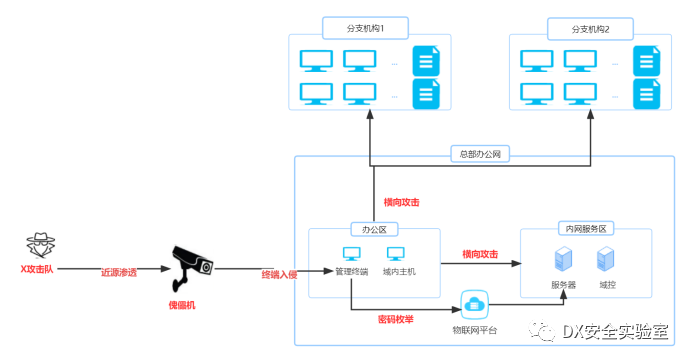 分支机构1
分支机构2
...
...
...
...
总部办公网
横向攻击
办公区
内网服务区
X攻击队
近源渗透
傀儡机
终端入侵
管理终端
域内主机
横向攻击
服务器
域控
密码枚举
物联网平台
DX安全实验室